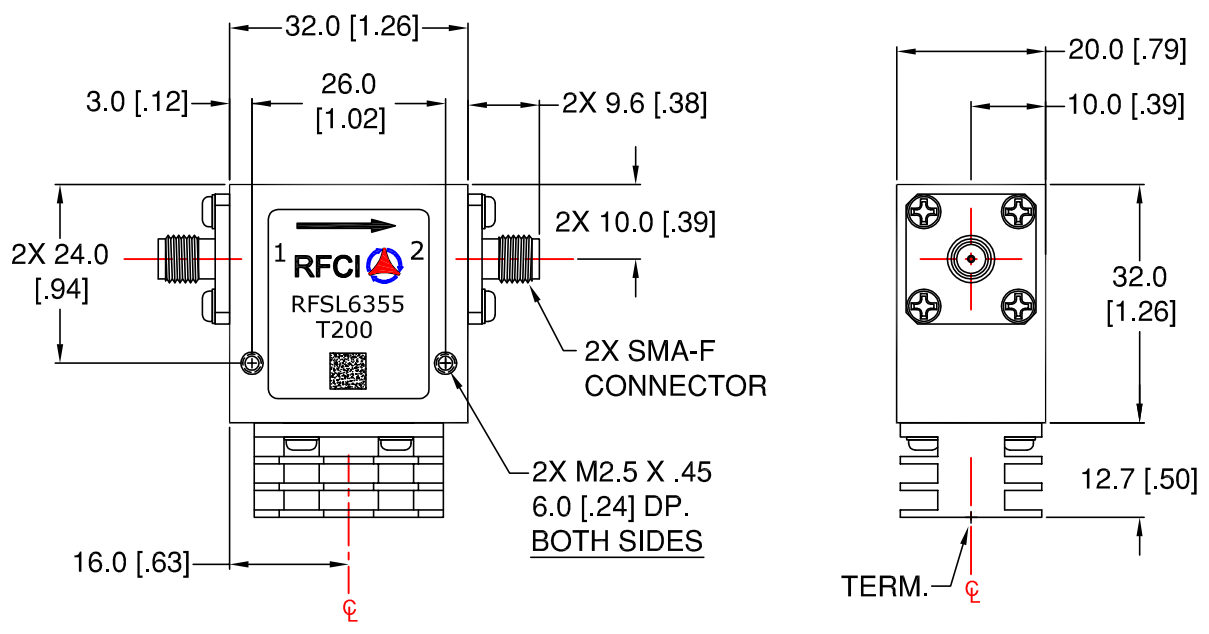 32.0 [1.26]
3.0 [.12]
26.0
[1.02]
2X 9.6 [.38]
2X 24.0
[.94]
2X 10.0 [.39]
1
2
RFCI
RFSL6355
T200
2X SMA-F
CONNECTOR
2X M2.5 X .45
6.0 [.24] DP.
BOTH SIDES
16.0 [.63]
℄
20.0 [.79]
10.0 [.39]
32.0
[1.26]
12.7 [.50]
TERM.
℄